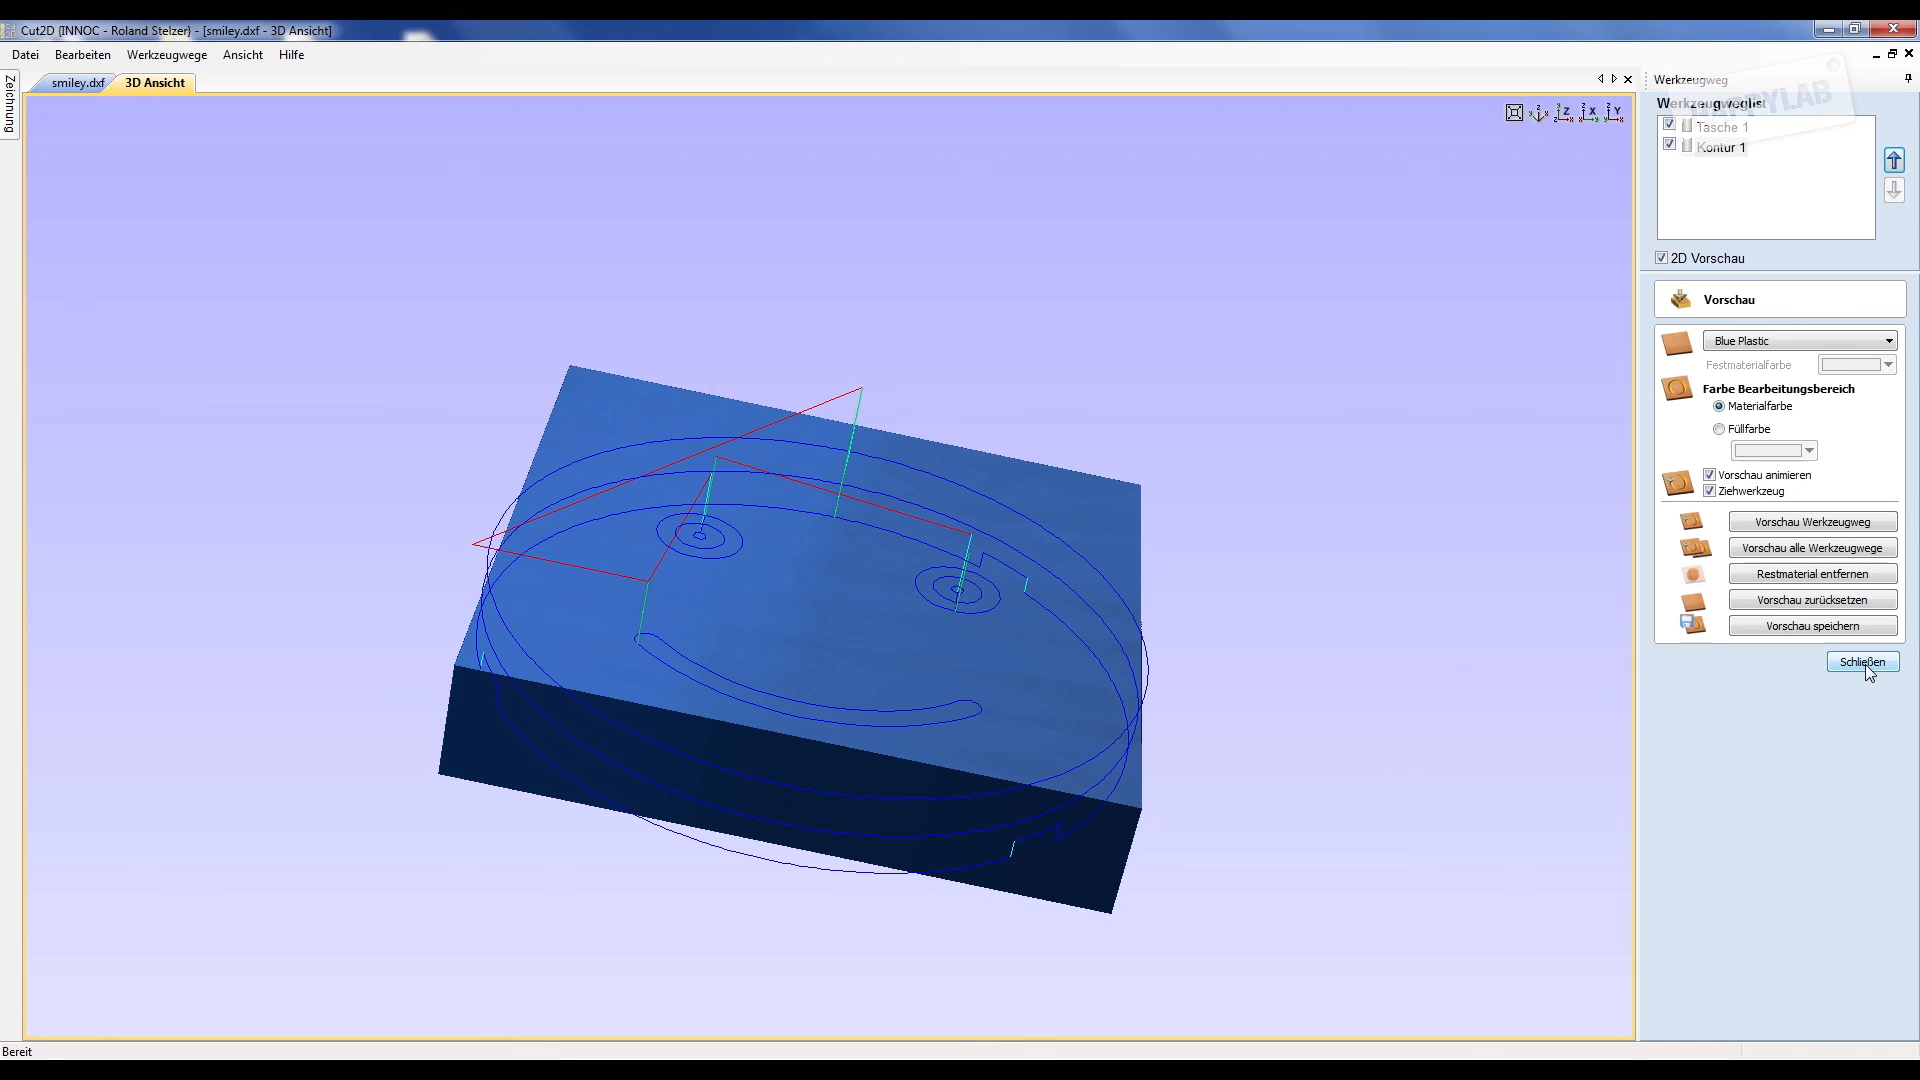 Cut2D {INNOC - Roland Stelzer} - [smiley.dxf - 3D Ansicht]
Datei Bearbeiten Werkzeugwege Ansicht Hilfe
Zeichnung
smiley.dxf 3D Ansicht
Werkzeugweg
HAPPYLAB
Werkzeugweglist
Tasche 1
Kontur 1
2D Vorschau
Vorschau
Blue Plastic
Festmaterialfarbe
Farbe Bearbeitungsbereich
Materialfarbe
Füllfarbe
Vorschau animieren
Ziehwerkzeug
Vorschau Werkzeugweg
Vorschau alle Werkzeugwege
Restmaterial entfernen
Vorschau zurücksetzen
Vorschau speichern
Schließen
Bereit